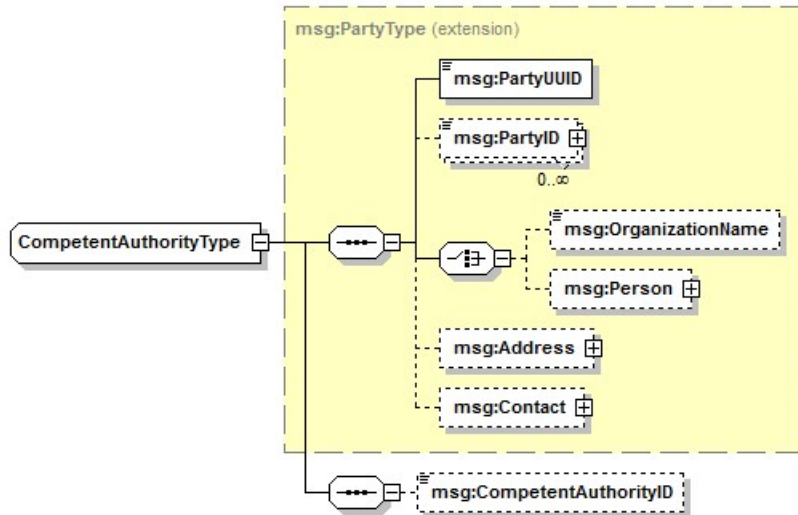 msg:PartyType (extension)
msg:PartyUUID
msg:PartyID
0..∞
msg:OrganizationName
CompetentAuthorityType
msg:Person
msg:Address
msg:Contact
msg:CompetentAuthorityID